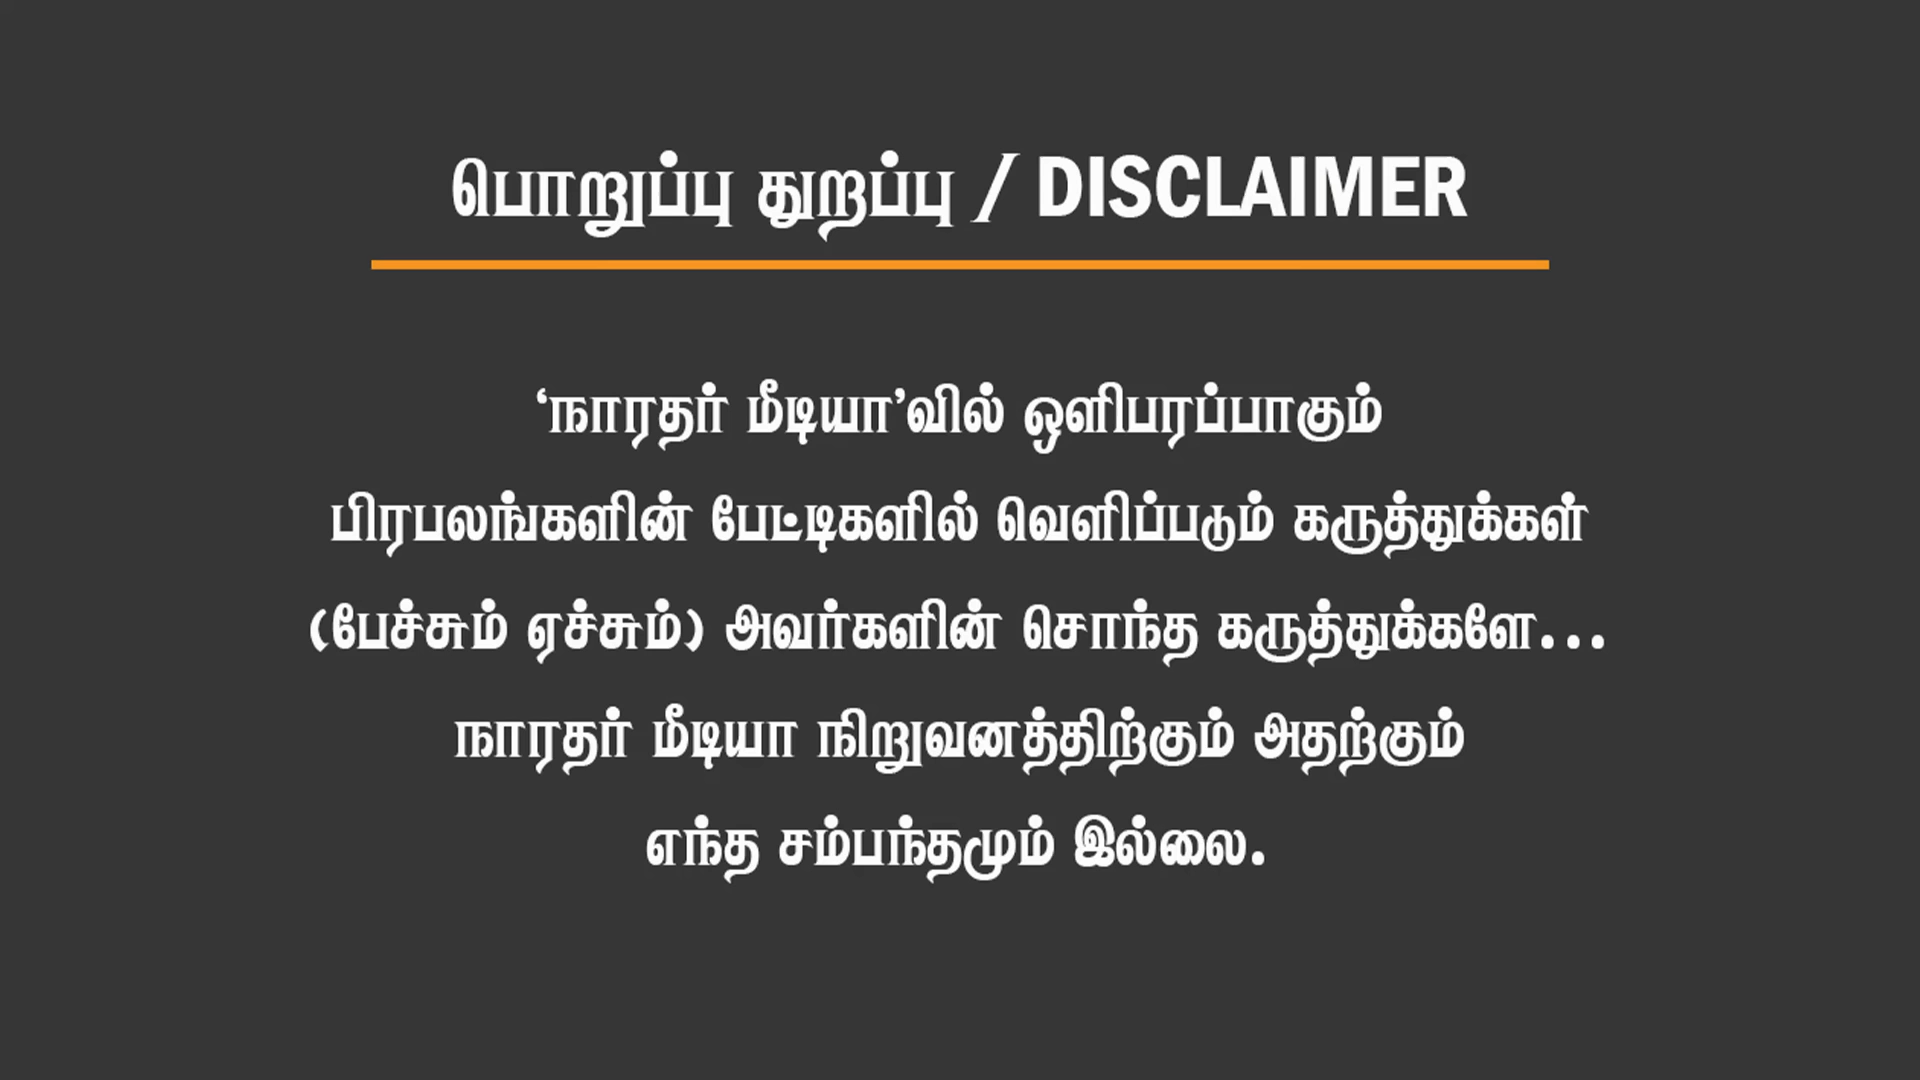 பொறுப்பு துறப்பு / DISCLAIMER
‘நாரதர் மீடியா’வில் ஒளிபரப்பாகும்
பிரபலங்களின் பேட்டிகளில் வெளிப்படும் கருத்துக்கள்
(பேச்சும் ஏச்சும்) அவர்களின் சொந்த கருத்துக்களே...
நாரதர் மீடியா நிறுவனத்திற்கும் அதற்கும்
எந்த சம்பந்தமும் இல்லை.